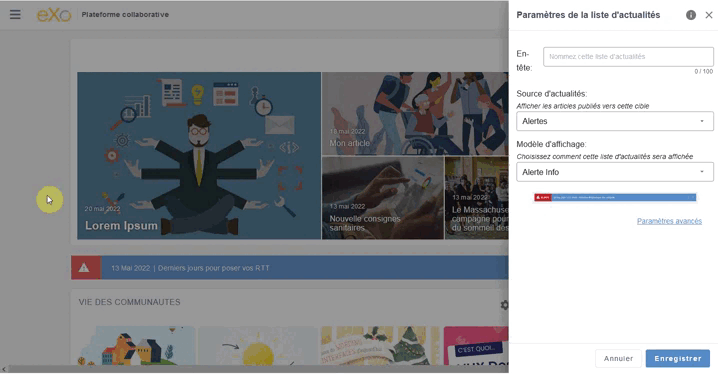 eXo Plateforme collaborative
Paramètres de la liste d'actualités
En-
tête:
Nommez cette liste d'actualités
0 / 100
Source d'actualités:
Afficher les articles publiés vers cette cible
Alertes
Modèle d'affichage:
Choisissez comment cette liste d'actualités sera affichée
Alerte Info
Paramètres avancés
Annuler
Enregistrer
20 mai 2022
Lorem Ipsum
18 mai 2022
Mon article
13 mai 2022
Nouvelle consignes
sanitaires
13 mai 2022
Le Massachuse
campagne pou
du sommeil des
13 Mai 2022 | Derniers jours pour poser vos RTT
VIE DES COMMUNAUTES
C'EST QUOI...